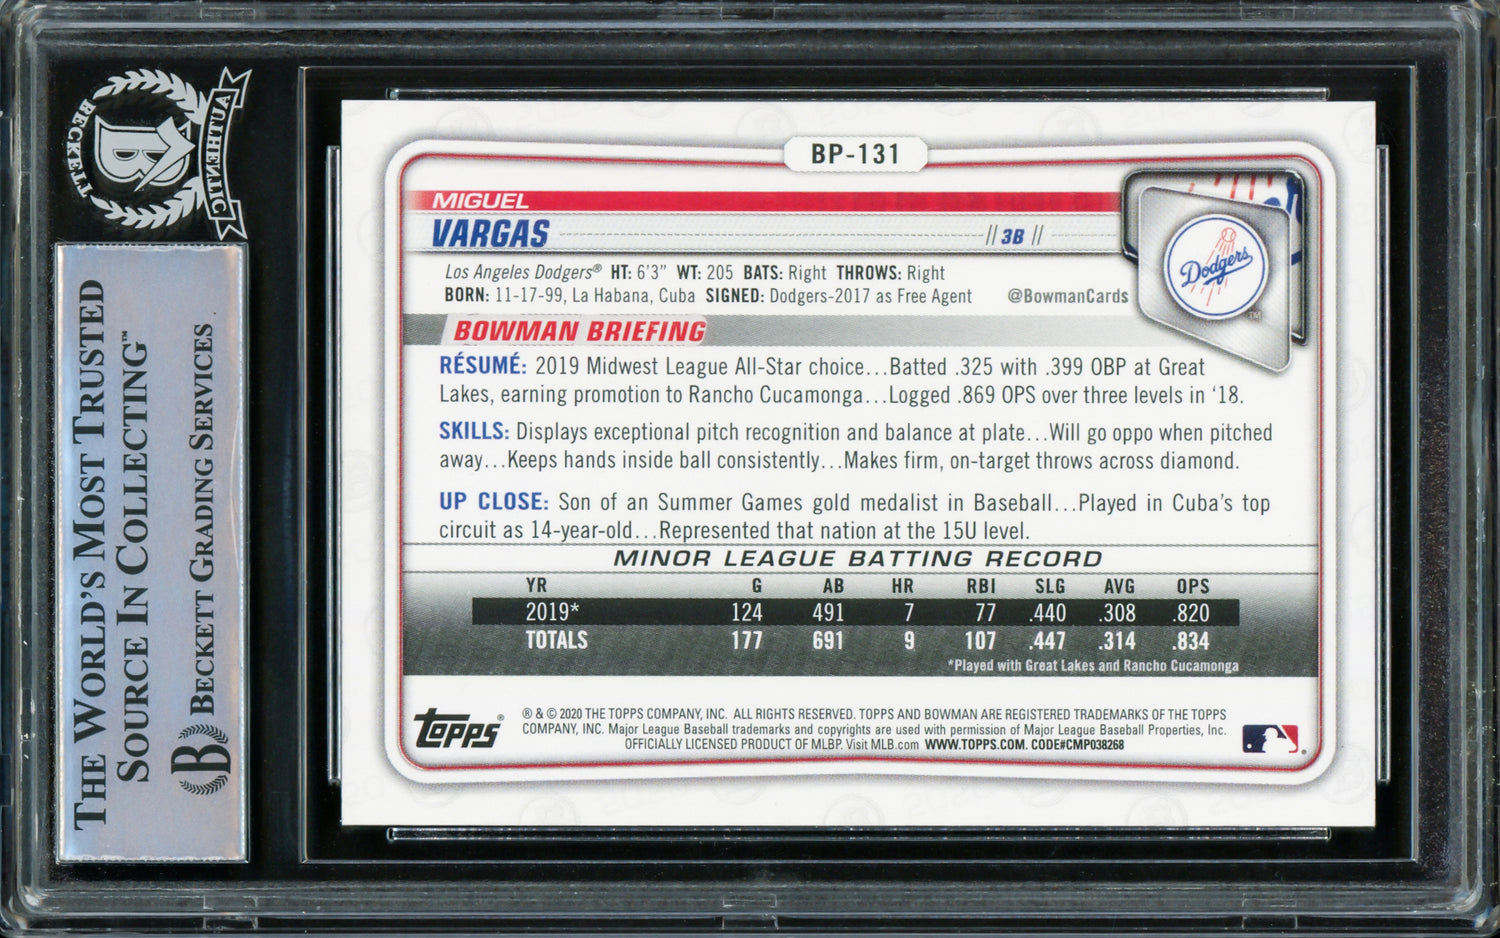 BECKETT
AUTHENTIC
B
THE WORLD'S MOST TRUSTED
SOURCE IN COLLECTING™
B BECKETT GRADING SERVICES
BP-131
MIGUEL
VARGAS // 3B //
Los Angeles Dodgers® HT: 6'3" WT: 205 BATS: Right THROWS: Right
BORN: 11-17-99, La Habana, Cuba SIGNED: Dodgers-2017 as Free Agent @BowmanCards
Dodgers
TM
BOWMAN BRIEFING
RÉSUMÉ: 2019 Midwest League All-Star choice...Batted .325 with .399 OBP at Great
Lakes, earning promotion to Rancho Cucamonga...Logged .869 OPS over three levels in ‘18.
SKILLS: Displays exceptional pitch recognition and balance at plate...Will go oppo when pitched
away...Keeps hands inside ball consistently...Makes firm, on-target throws across diamond.
UP CLOSE: Son of an Summer Games gold medalist in Baseball...Played in Cuba's top
circuit as 14-year-old...Represented that nation at the 15U level.
MINOR LEAGUE BATTING RECORD
YR G AB HR RBI SLG AVG OPS
2019* 124 491 7 77 .440 .308 .820
TOTALS 177 691 9 107 .447 .314 .834
*Played with Great Lakes and Rancho Cucamonga
Topps®
® & © 2020 THE TOPPS COMPANY, INC. ALL RIGHTS RESERVED. TOPPS AND BOWMAN ARE REGISTERED TRADEMARKS OF THE TOPPS
COMPANY, INC. Major League Baseball trademarks and copyrights are used with permission of Major League Baseball Properties, Inc.
OFFICIALLY LICENSED PRODUCT OF MLBP. Visit MLB.com WWW.TOPPS.COM. CODE#CMP038268